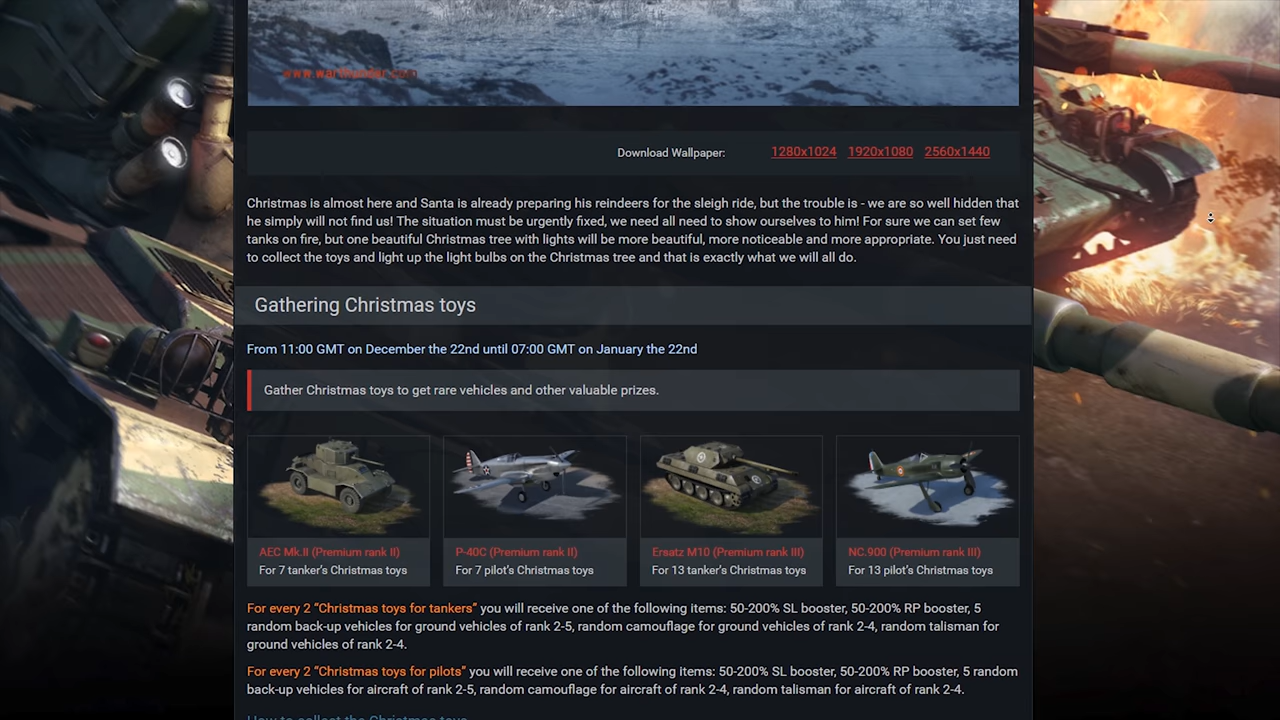 www.warthunder.com
Download Wallpaper: 1280x1024 1920x1080 2560x1440
Christmas is almost here and Santa is already preparing his reindeers for the sleigh ride, but the trouble is - we are so well hidden that
he simply will not find us! The situation must be urgently fixed, we need all need to show ourselves to him! For sure we can set few
tanks on fire, but one beautiful Christmas tree with lights will be more beautiful, more noticeable and more appropriate. You just need
to collect the toys and light up the light bulbs on the Christmas tree and that is exactly what we will all do.
Gathering Christmas toys
From 11:00 GMT on December the 22nd until 07:00 GMT on January the 22nd
Gather Christmas toys to get rare vehicles and other valuable prizes.
AEC Mk.II (Premium rank II)
For 7 tanker’s Christmas toys
P-40C (Premium rank II)
For 7 pilot’s Christmas toys
Ersatz M10 (Premium rank III)
For 13 tanker’s Christmas toys
NC.900 (Premium rank III)
For 13 pilot’s Christmas toys
For every 2 “Christmas toys for tankers” you will receive one of the following items: 50-200% SL booster, 50-200% RP booster, 5
random back-up vehicles for ground vehicles of rank 2-5, random camouflage for ground vehicles of rank 2-4, random talisman for
ground vehicles of rank 2-4.
For every 2 “Christmas toys for pilots” you will receive one of the following items: 50-200% SL booster, 50-200% RP booster, 5 random
back-up vehicles for aircraft of rank 2-5, random camouflage for aircraft of rank 2-4, random talisman for aircraft of rank 2-4.
How to collect the Christmas toys